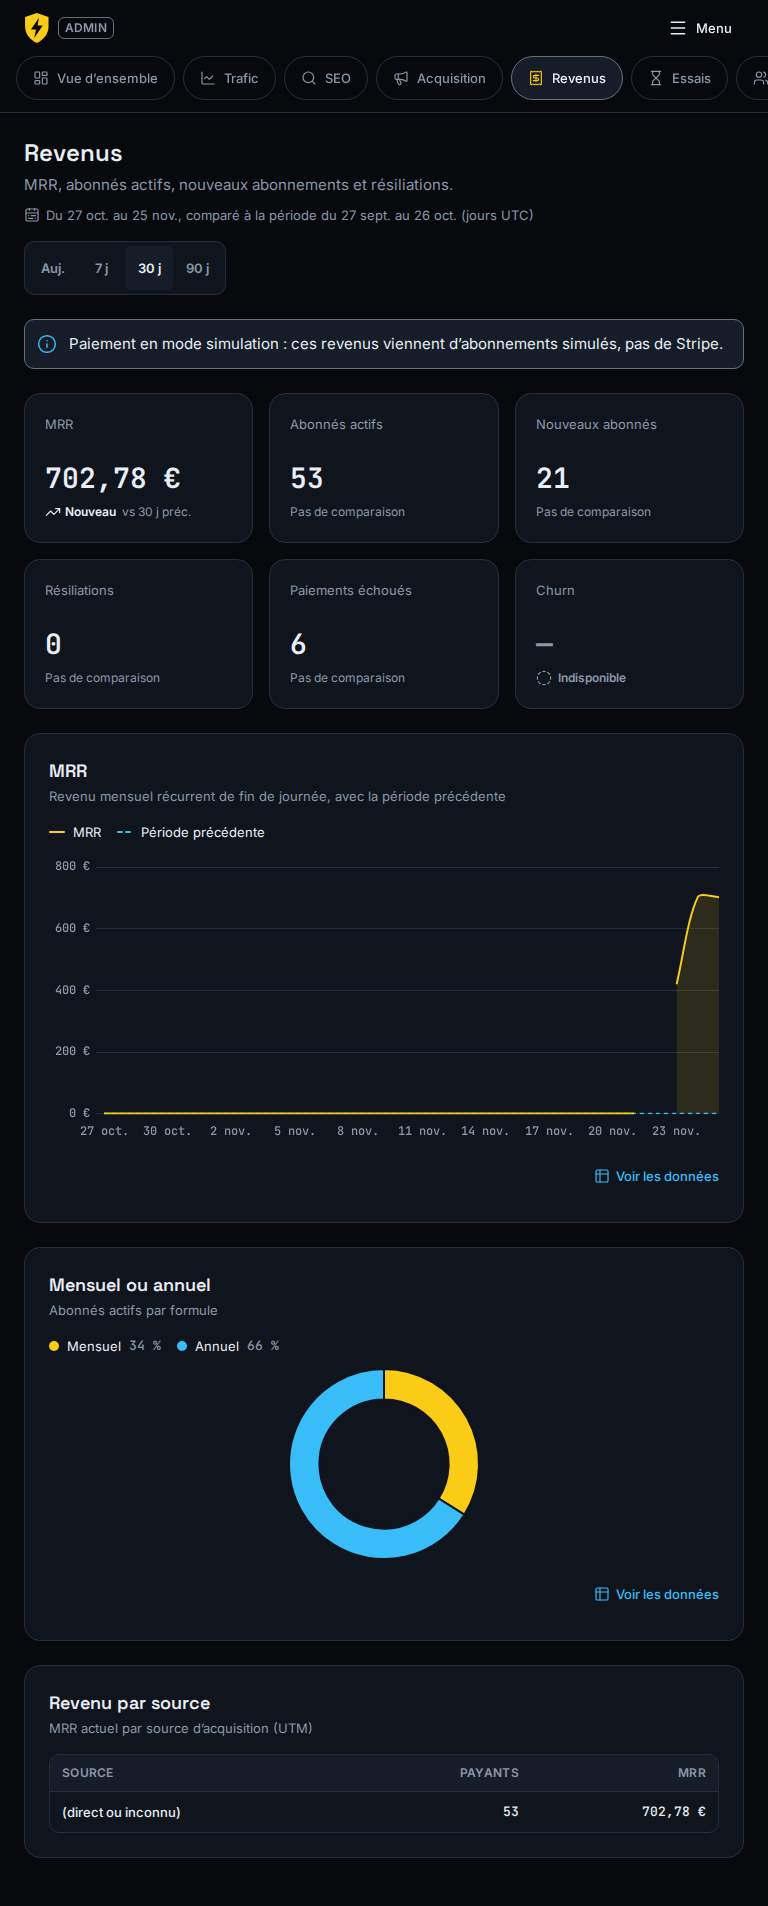 ADMIN
Menu
Vue d’ensemble
Trafic
SEO
Acquisition
Revenus
Essais
Revenus
MRR, abonnés actifs, nouveaux abonnements et résiliations.
Du 27 oct. au 25 nov., comparé à la période du 27 sept. au 26 oct. (jours UTC)
Auj. 7 j 30 j 90 j
Paiement en mode simulation : ces revenus viennent d’abonnements simulés, pas de Stripe.
MRR
702,78 €
Nouveau vs 30 j préc.
Abonnés actifs
53
Pas de comparaison
Nouveaux abonnés
21
Pas de comparaison
Résiliations
0
Pas de comparaison
Paiements échoués
6
Pas de comparaison
Churn
—
Indisponible
MRR
Revenu mensuel récurrent de fin de journée, avec la période précédente
MRR
Période précédente
800 €
600 €
400 €
200 €
0 €
27 oct. 30 oct. 2 nov. 5 nov. 8 nov. 11 nov. 14 nov. 17 nov. 20 nov. 23 nov.
Voir les données
Mensuel ou annuel
Abonnés actifs par formule
Mensuel 34 %
Annuel 66 %
Voir les données
Revenu par source
MRR actuel par source d’acquisition (UTM)
SOURCE PAYANTS MRR
(direct ou inconnu) 53 702,78 €